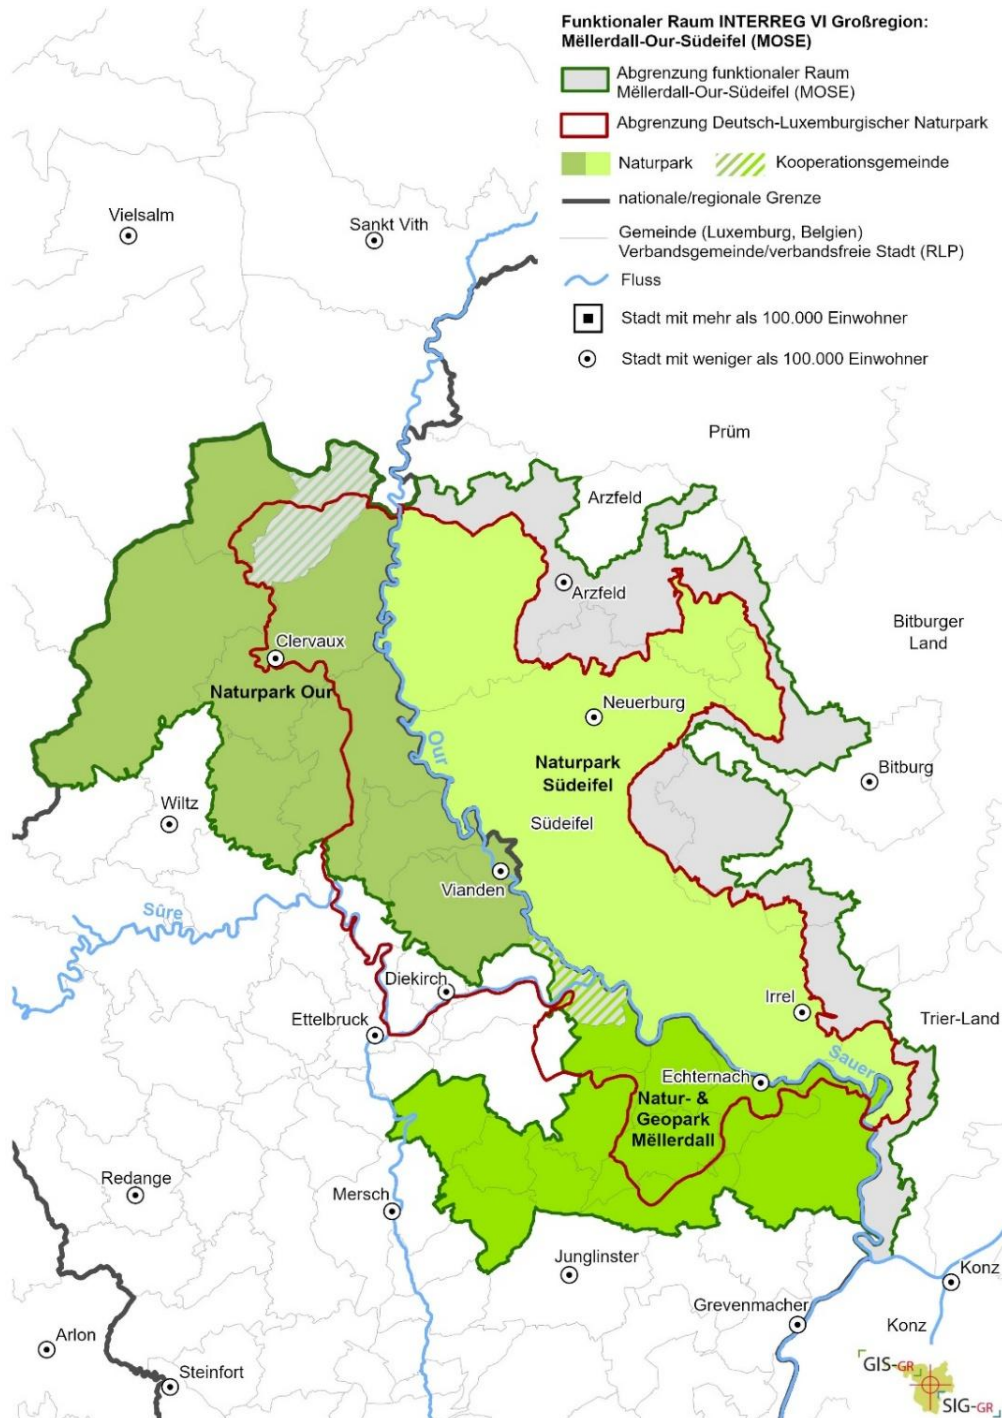 Funktionaler Raum INTERREG VI Großregion:
Mëllerdall-Our-Südeifel (MOSE)
Abgrenzung funktionaler Raum
Mëllerdall-Our-Südeifel (MOSE)
Abgrenzung Deutsch-Luxemburgischer Naturpark
Naturpark
Kooperationsgemeinde
nationale/regionale Grenze
Gemeinde (Luxemburg, Belgien)
Verbandsgemeinde/verbandsfreie Stadt (RLP)
Fluss
Stadt mit mehr als 100.000 Einwohner
Stadt mit weniger als 100.000 Einwohner
Vielsalm
Sankt Vith
Prüm
Arzfeld
Arzfeld
Bitburger
Land
Clervaux
Naturpark Our
Neuerburg
Our
Naturpark
Südeifel
Bitburg
Wiltz
Südeifel
Vianden
Sûre
Diekirch
Irrel
Ettelbruck
Trier-Land
Sauer
Echternach
Natur- &
Geopark
Mëllerdall
Redange
Mersch
Junglinster
Konz
Grevenmacher
Konz
Arlon
Steinfort
GIS-GR
SIG-GR